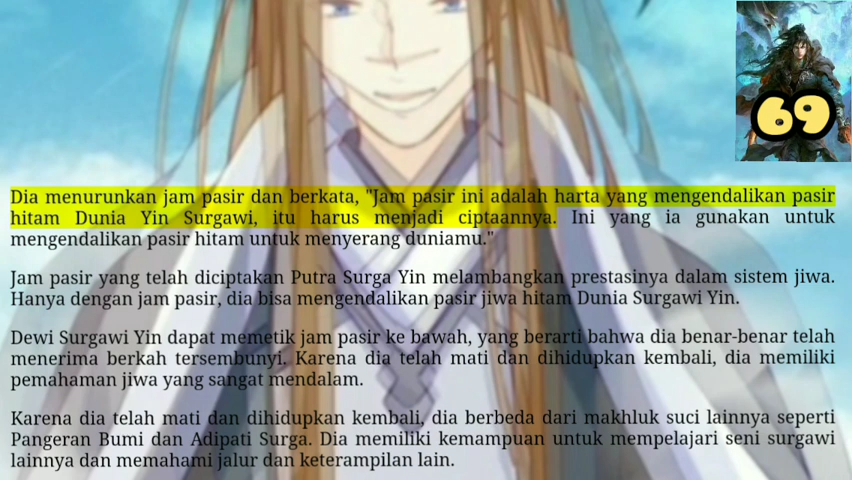 69
Dia menurunkan jam pasir dan berkata, "Jam pasir ini adalah harta yang mengendalikan pasir
hitam Dunia Yin Surgawi, itu harus menjadi ciptaannya. Ini yang ia gunakan untuk
mengendalikan pasir hitam untuk menyerang duniamu."
Jam pasir yang telah diciptakan Putra Surga Yin melambangkan prestasinya dalam sistem jiwa.
Hanya dengan jam pasir, dia bisa mengendalikan pasir jiwa hitam Dunia Surgawi Yin.
Dewi Surgawi Yin dapat memetik jam pasir ke bawah, yang berarti bahwa dia benar-benar telah
menerima berkah tersembunyi. Karena dia telah mati dan dihidupkan kembali, dia memiliki
pemahaman jiwa yang sangat mendalam.
Karena dia telah mati dan dihidupkan kembali, dia berbeda dari makhluk suci lainnya seperti
Pangeran Bumi dan Adipati Surga. Dia memiliki kemampuan untuk mempelajari seni surgawi
lainnya dan memahami jalur dan keterampilan lain.